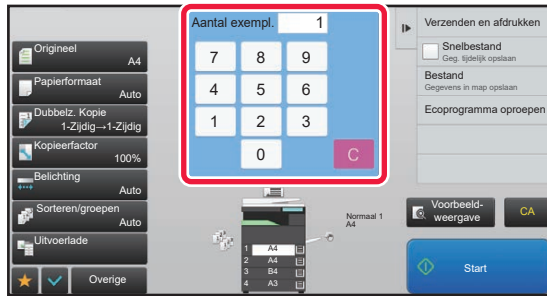 Origineel
A4
Papierformaat
Auto
Dubbelz. Kopie
1-Zijdig→1-Zijdig
Kopieerfactor
100%
Belichting
Auto
Sorteren/groepen
Auto
Uitvoerlade
Overige
Aantal exempl. 1
7 8 9
4 5 6
1 2 3
0 C
Normaal 1
A4
1 A4
2 A4
3 B4
4 A3
Verzenden en afdrukken
Snelbestand
Geg. tijdelijk opslaan
Bestand
Gegevens in map opslaan
Ecoprogramma oproepen
Voorbeeld-
weergave
CA
Start